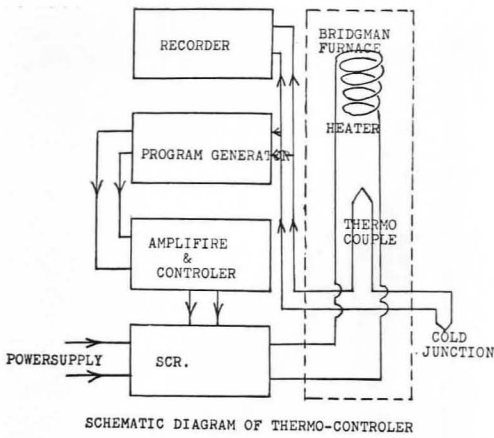 RECORDER
BRIDGMAN
FURNACE
HEATER
PROGRAM GENERATOR
THERMO
COUPLE
AMPLIFIRE
&
CONTROLER
COLD
JUNCTION
POWERSUPPLY
SCR.
SCHEMATIC DIAGRAM OF THERMO-CONTROLER